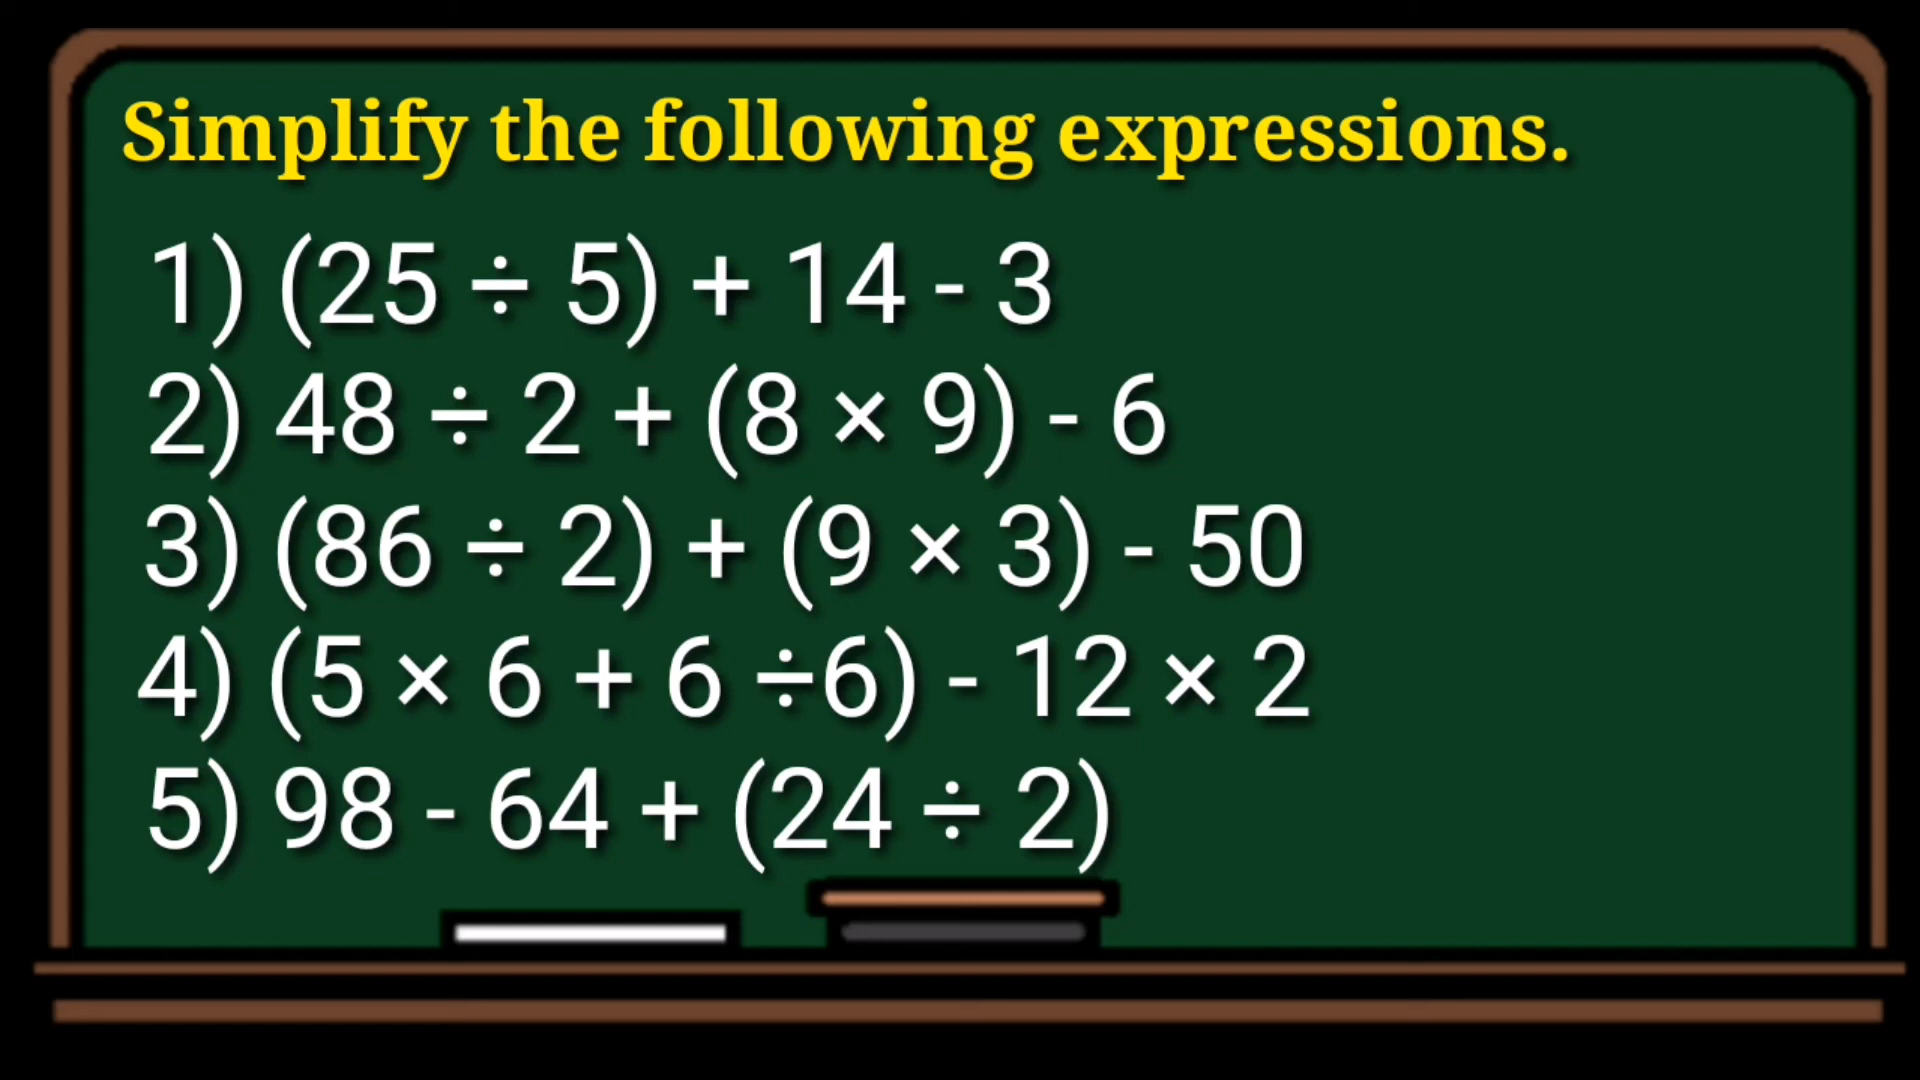 Simplify the following expressions.
1) (25 ÷ 5) + 14 - 3
2) 48 ÷ 2 + (8 × 9) - 6
3) (86 ÷ 2) + (9 × 3) - 50
4) (5 × 6 + 6 ÷6) - 12 × 2
5) 98 - 64 + (24 ÷ 2)